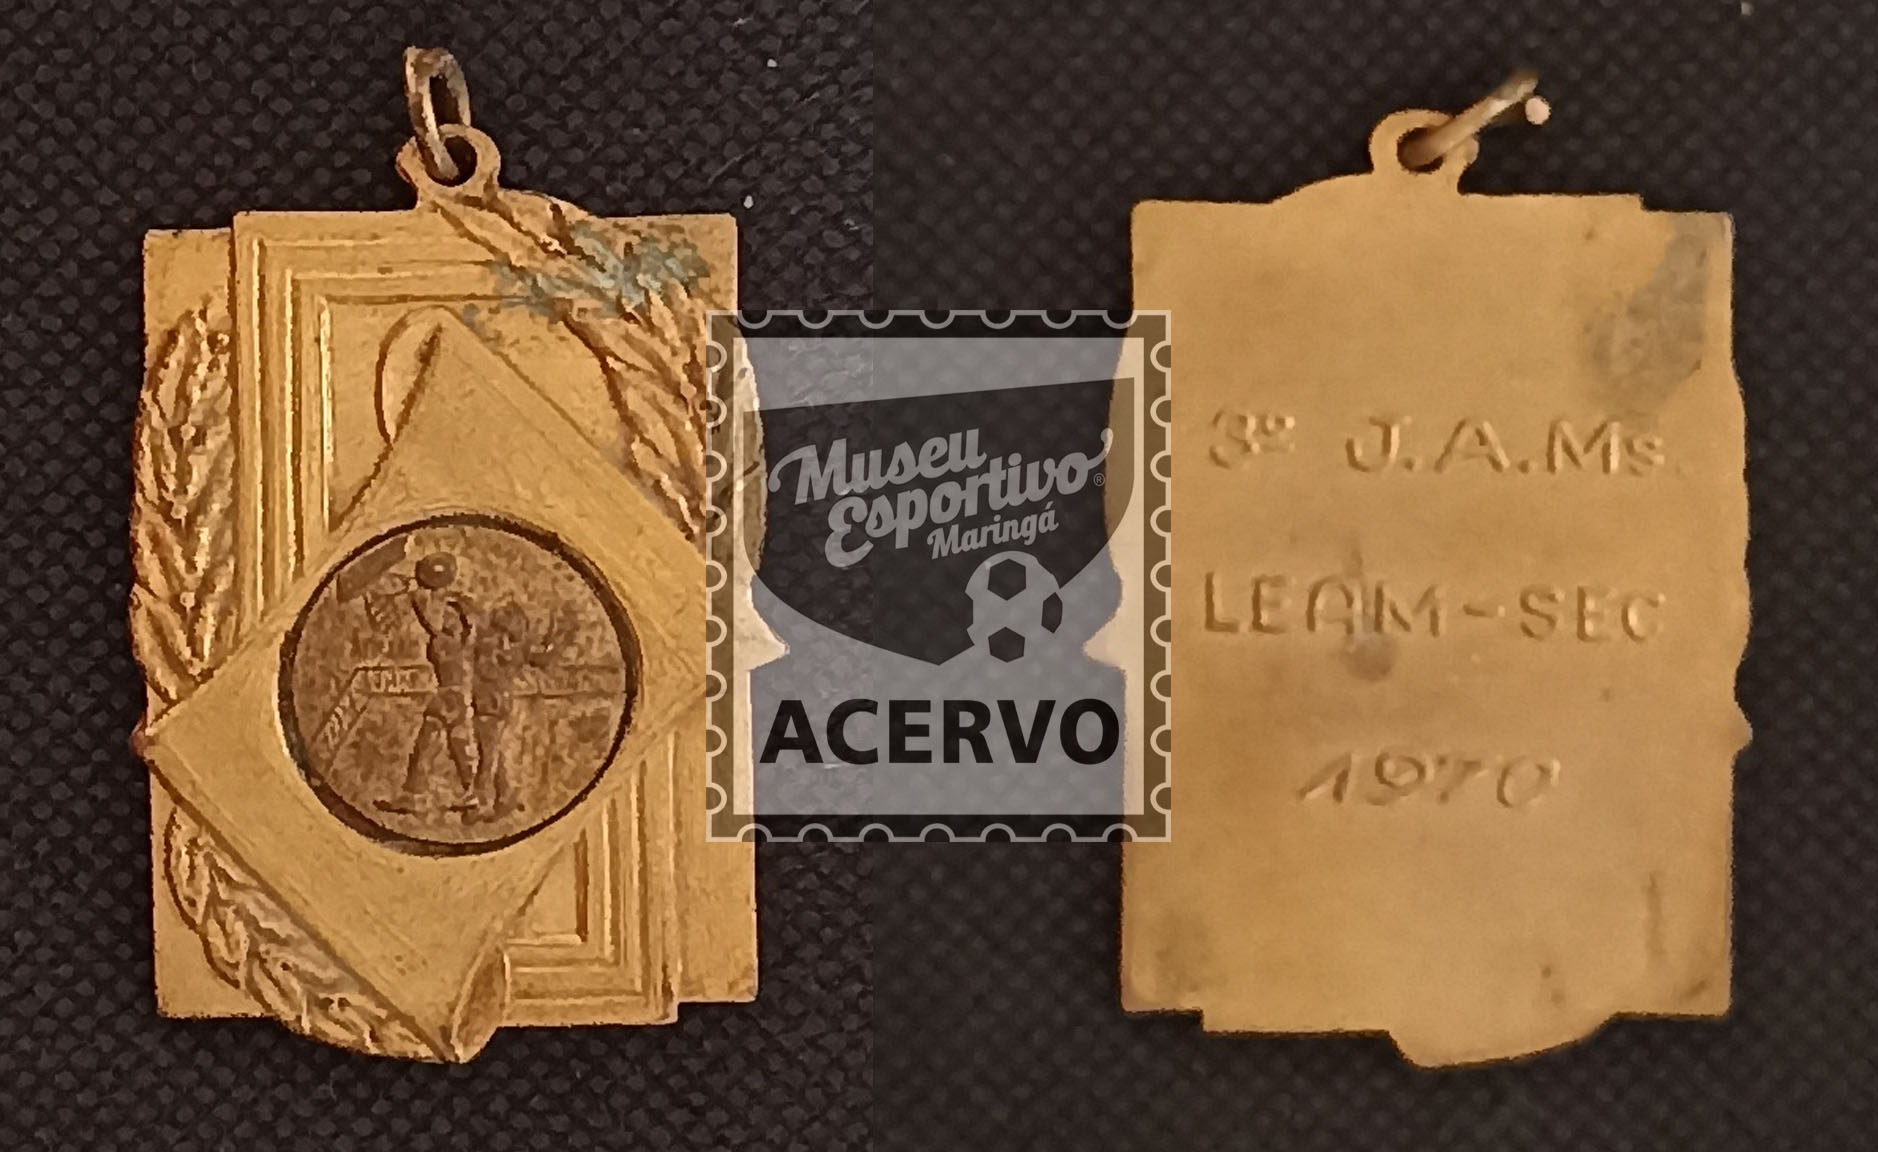 Museu
Esportivo®
Maringá
ACERVO
3º J.A.Ms.
LEAM-SEC
1970